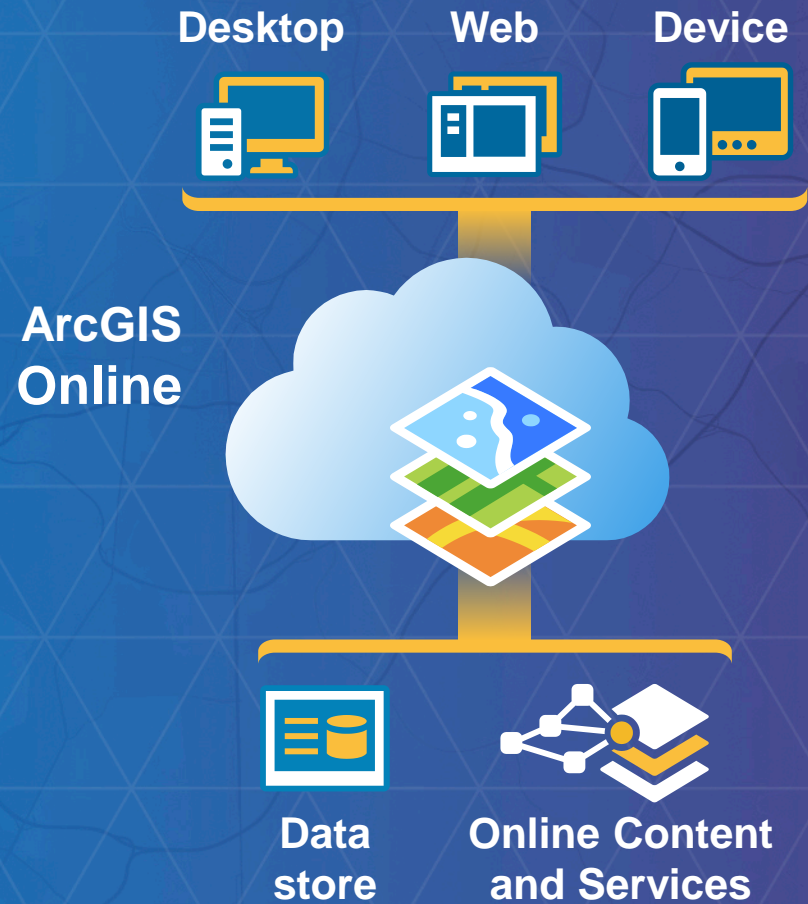 Desktop Web Device
ArcGIS
Online
Data Online Content
store and Services